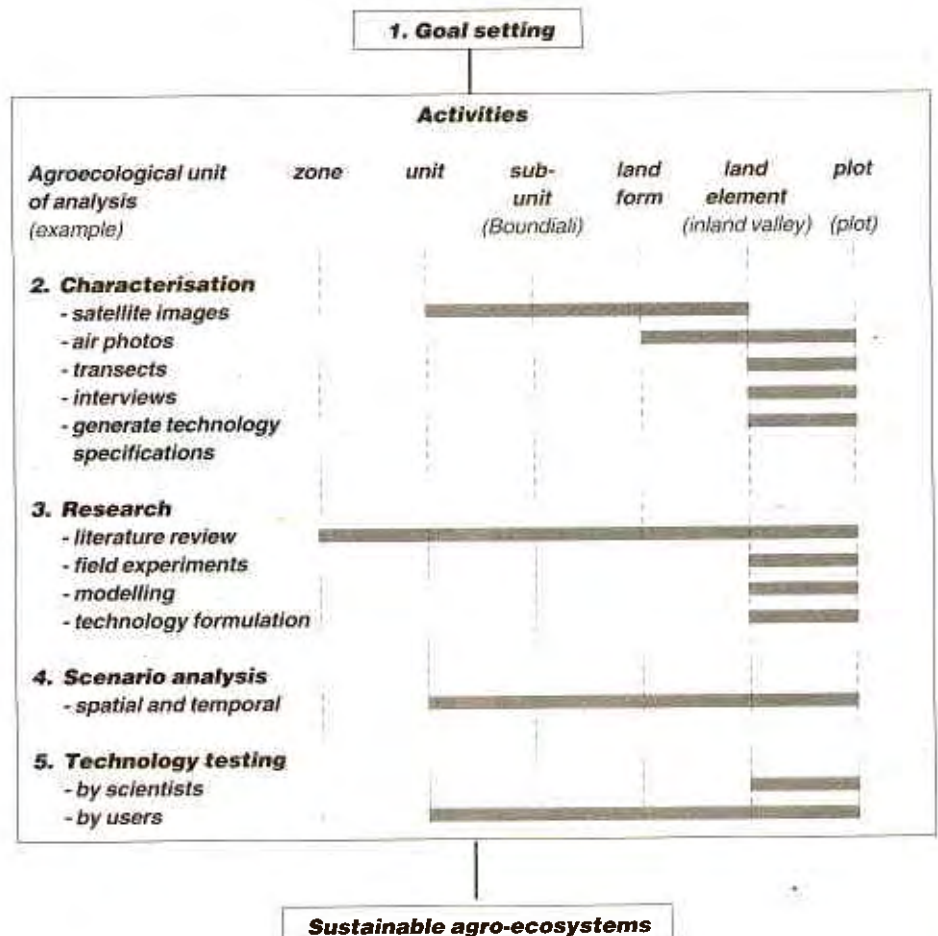 1. Goal setting
Activities
Agroecological unit of analysis (example)
zone
unit
sub-unit (Boundiali)
land form
land element (inland valley)
plot (plot)
2. Characterisation
- satellite images
- air photos
- transects
- interviews
- generate technology
specifications
3. Research
- literature review
- field experiments
- modelling
- technology formulation
4. Scenario analysis
- spatial and temporal
5. Technology testing
- by scientists
- by users
Sustainable agro-ecosystems